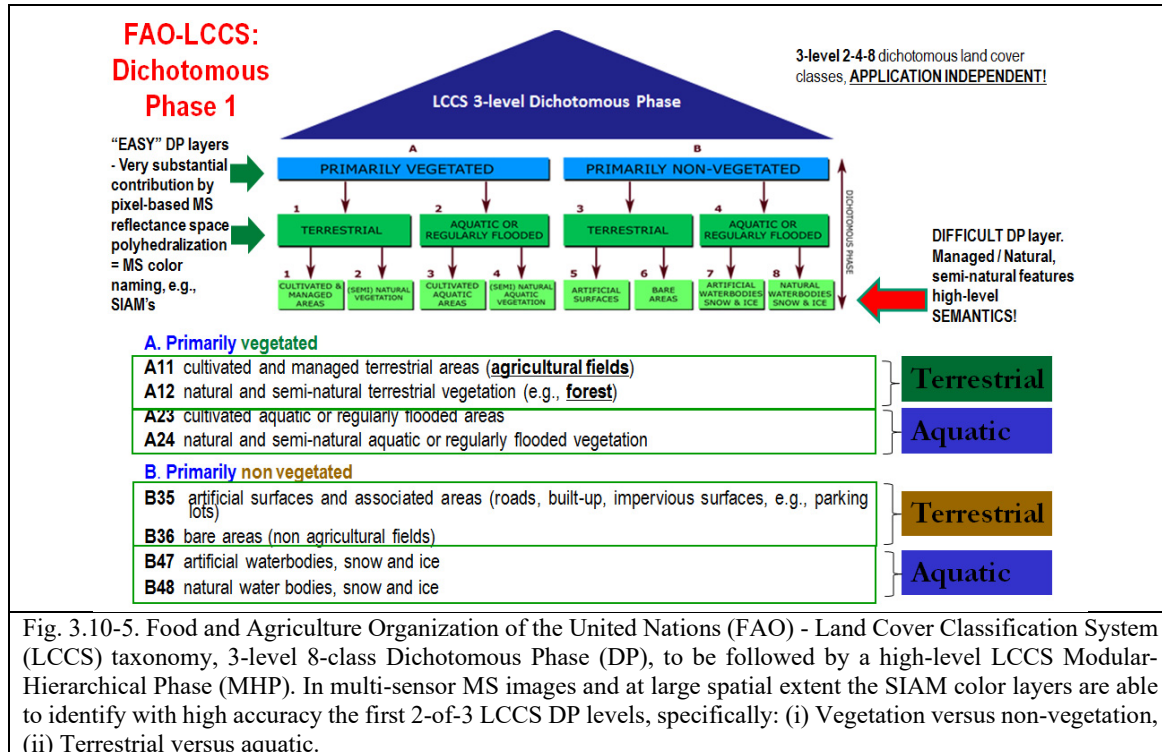 FAO-LCCS:
Dichotomous
Phase 1
3-level 2-4-8 dichotomous land cover
classes, APPLICATION INDEPENDENT!
LCCS 3-level Dichotomous Phase
"EASY" DP layers
- Very substantial
contribution by
pixel-based MS
reflectance space
polyhedralization
= MS color
naming, e.g.,
SIAM's
A
B
PRIMARILY VEGETATED
PRIMARILY NON-VEGETATED
1
2
3
4
TERRESTRIAL
AQUATIC OR
REGULARLY FLOODED
TERRESTRIAL
AQUATIC OR
REGULARLY FLOODED
1
2
3
4
5
6
7
8
CULTIVATED &
MANAGED
AREAS
(SEMI) NATURAL
VEGETATION
CULTIVATED
AQUATIC
AREAS
(SEMI) NATURAL
AQUATIC
VEGETATION
ARTIFICIAL
SURFACES
BARE
AREAS
ARTIFICIAL
WATERBODIES
SNOW & ICE
NATURAL
WATERBODIES
SNOW & ICE
DICHOTOMOUS PHASE
DIFFICULT DP layer.
Managed / Natural,
semi-natural features
high-level
SEMANTICS!
A. Primarily vegetated
A11 cultivated and managed terrestrial areas (agricultural fields)
A12 natural and semi-natural terrestrial vegetation (e.g., forest)
Terrestrial
A23 cultivated aquatic or regularly flooded areas
A24 natural and semi-natural aquatic or regularly flooded vegetation
Aquatic
B. Primarily non vegetated
B35 artificial surfaces and associated areas (roads, built-up, impervious surfaces, e.g., parking
lots)
B36 bare areas (non agricultural fields)
Terrestrial
B47 artificial waterbodies, snow and ice
B48 natural water bodies, snow and ice
Aquatic
Fig. 3.10-5. Food and Agriculture Organization of the United Nations (FAO) - Land Cover Classification System
(LCCS) taxonomy, 3-level 8-class Dichotomous Phase (DP), to be followed by a high-level LCCS Modular-
Hierarchical Phase (MHP). In multi-sensor MS images and at large spatial extent the SIAM color layers are able
to identify with high accuracy the first 2-of-3 LCCS DP levels, specifically: (i) Vegetation versus non-vegetation,
(ii) Terrestrial versus aquatic.